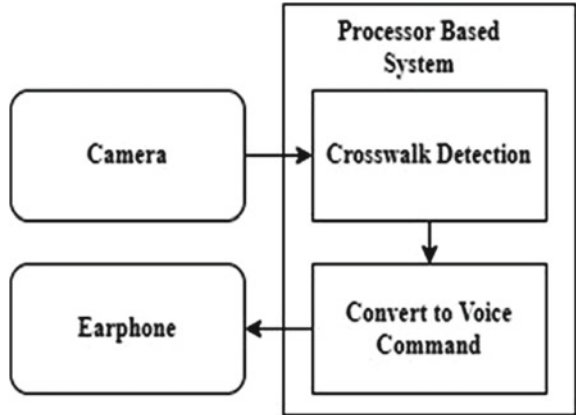 Processor Based
System
Camera
Crosswalk Detection
Earphone
Convert to Voice
Command